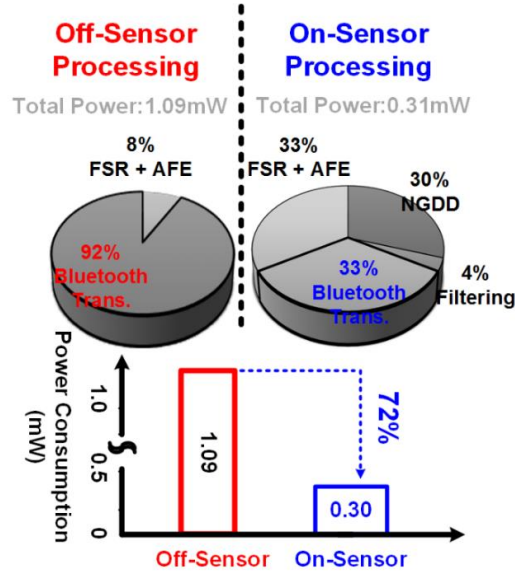 Off-Sensor
Processing
Total Power:1.09mW
8%
FSR + AFE
92%
Bluetooth
Trans.
On-Sensor
Processing
Total Power:0.31mW
33%
FSR + AFE
30%
NGDD
33%
Bluetooth
Trans.
4%
Filtering
Power Consumption
(mW)
1.0
0.5
0
1.09
72%
0.30
Off-Sensor
On-Sensor